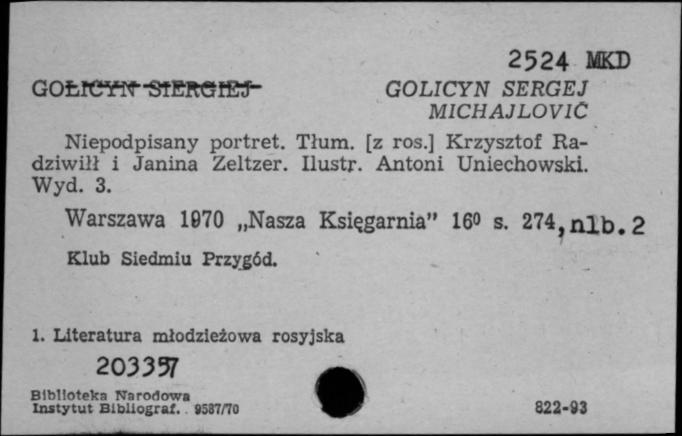 2524 MKD
GOLICYN SIERGIEJ GOLICYN SERGEJ
MICHAJLOVIČ
Niepodpisany portret. Tłum. [z ros.] Krzysztof Ra-
dziwiłł i Janina Zeltzer. Ilustr. Antoni Uniechowski.
Wyd. 3.
Warszawa 1970 „Nasza Księgarnia” 16⁰ s. 274, nlb. 2
Klub Siedmiu Przygód.
1. Literatura młodzieżowa rosyjska
203357
Biblioteka Narodowa
Instytut Bibliograf. 9587/70 822-93